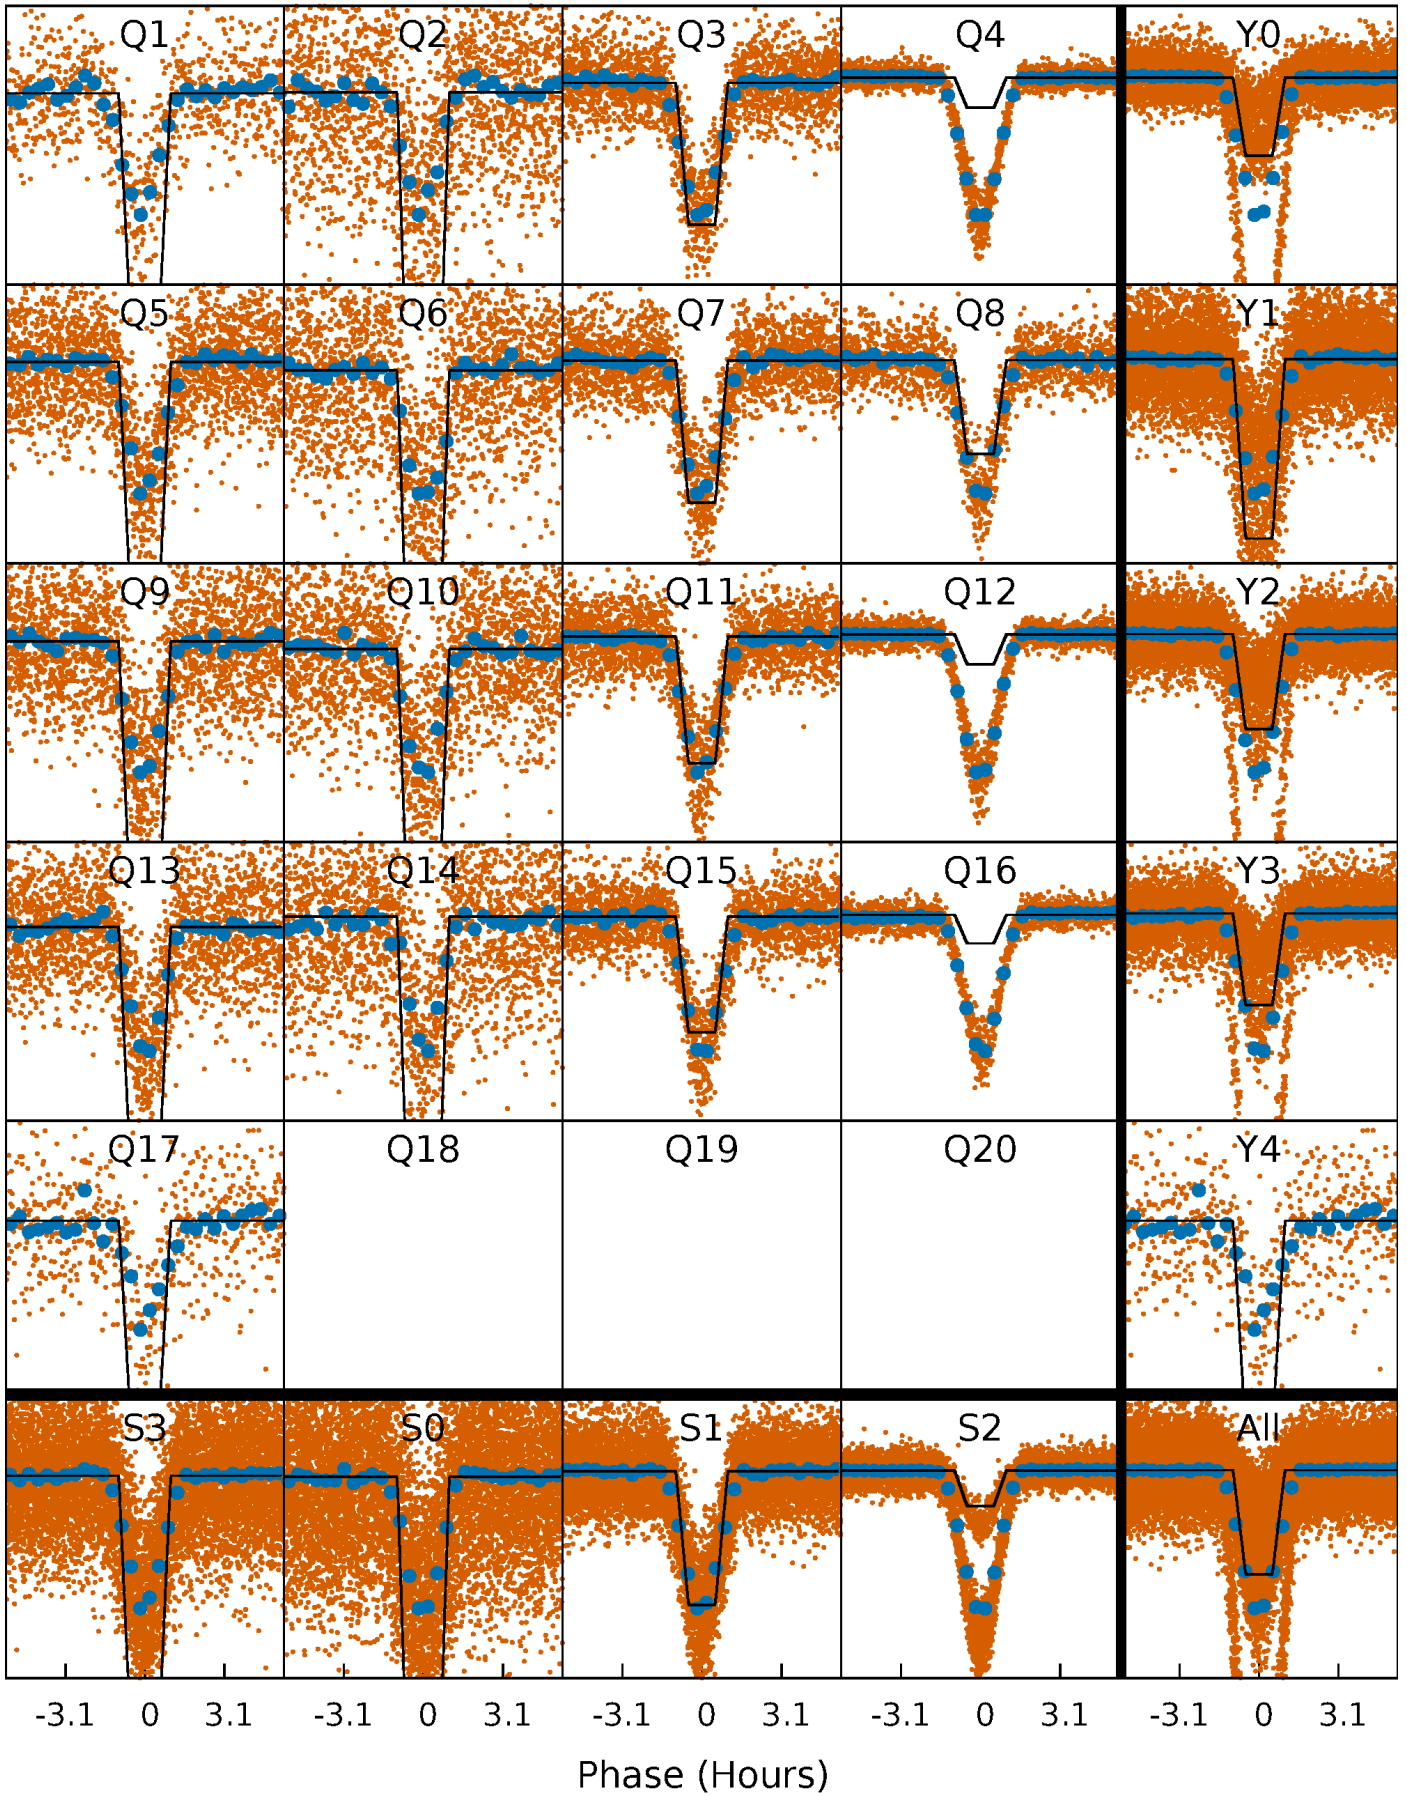 Q1 Q2 Q3 Q4 Y0
Q5 Q6 Q7 Q8 Y1
Q9 Q10 Q11 Q12 Y2
Q13 Q14 Q15 Q16 Y3
Q17 Q18 Q19 Q20 Y4
S3 S0 S1 S2 All
-3.1 0 3.1 -3.1 0 3.1 -3.1 0 3.1 -3.1 0 3.1 -3.1 0 3.1
Phase (Hours)